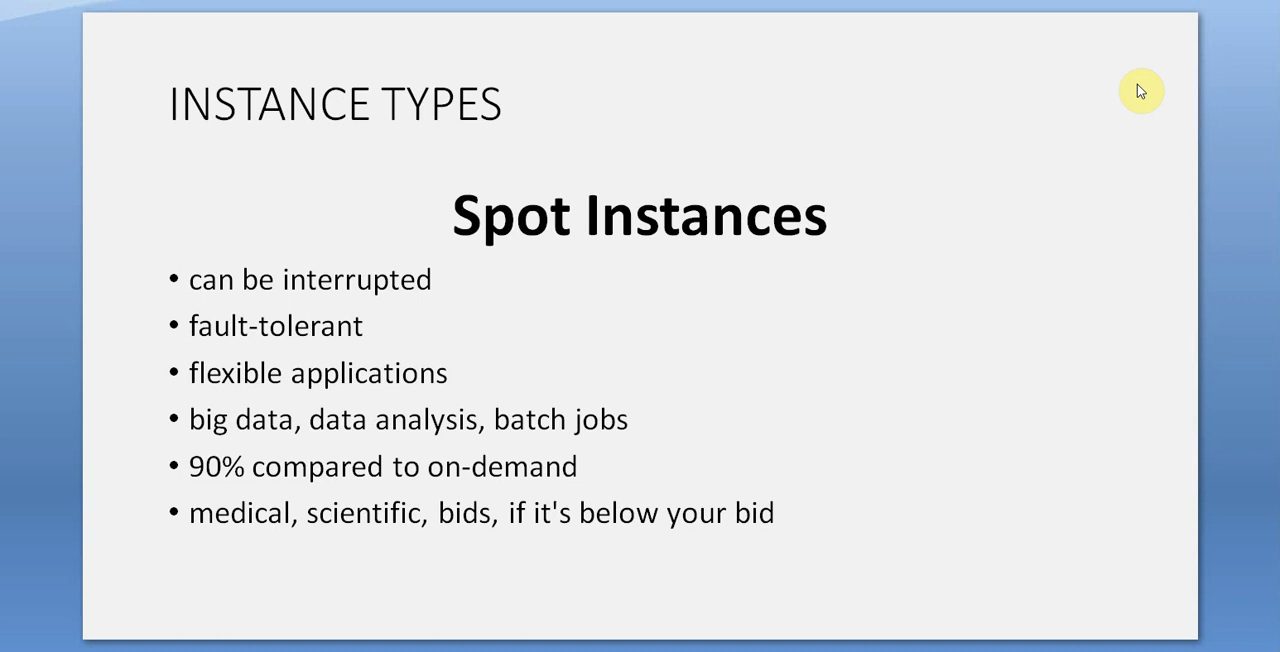 INSTANCE TYPES
Spot Instances
• can be interrupted
• fault-tolerant
• flexible applications
• big data, data analysis, batch jobs
• 90% compared to on-demand
• medical, scientific, bids, if it's below your bid